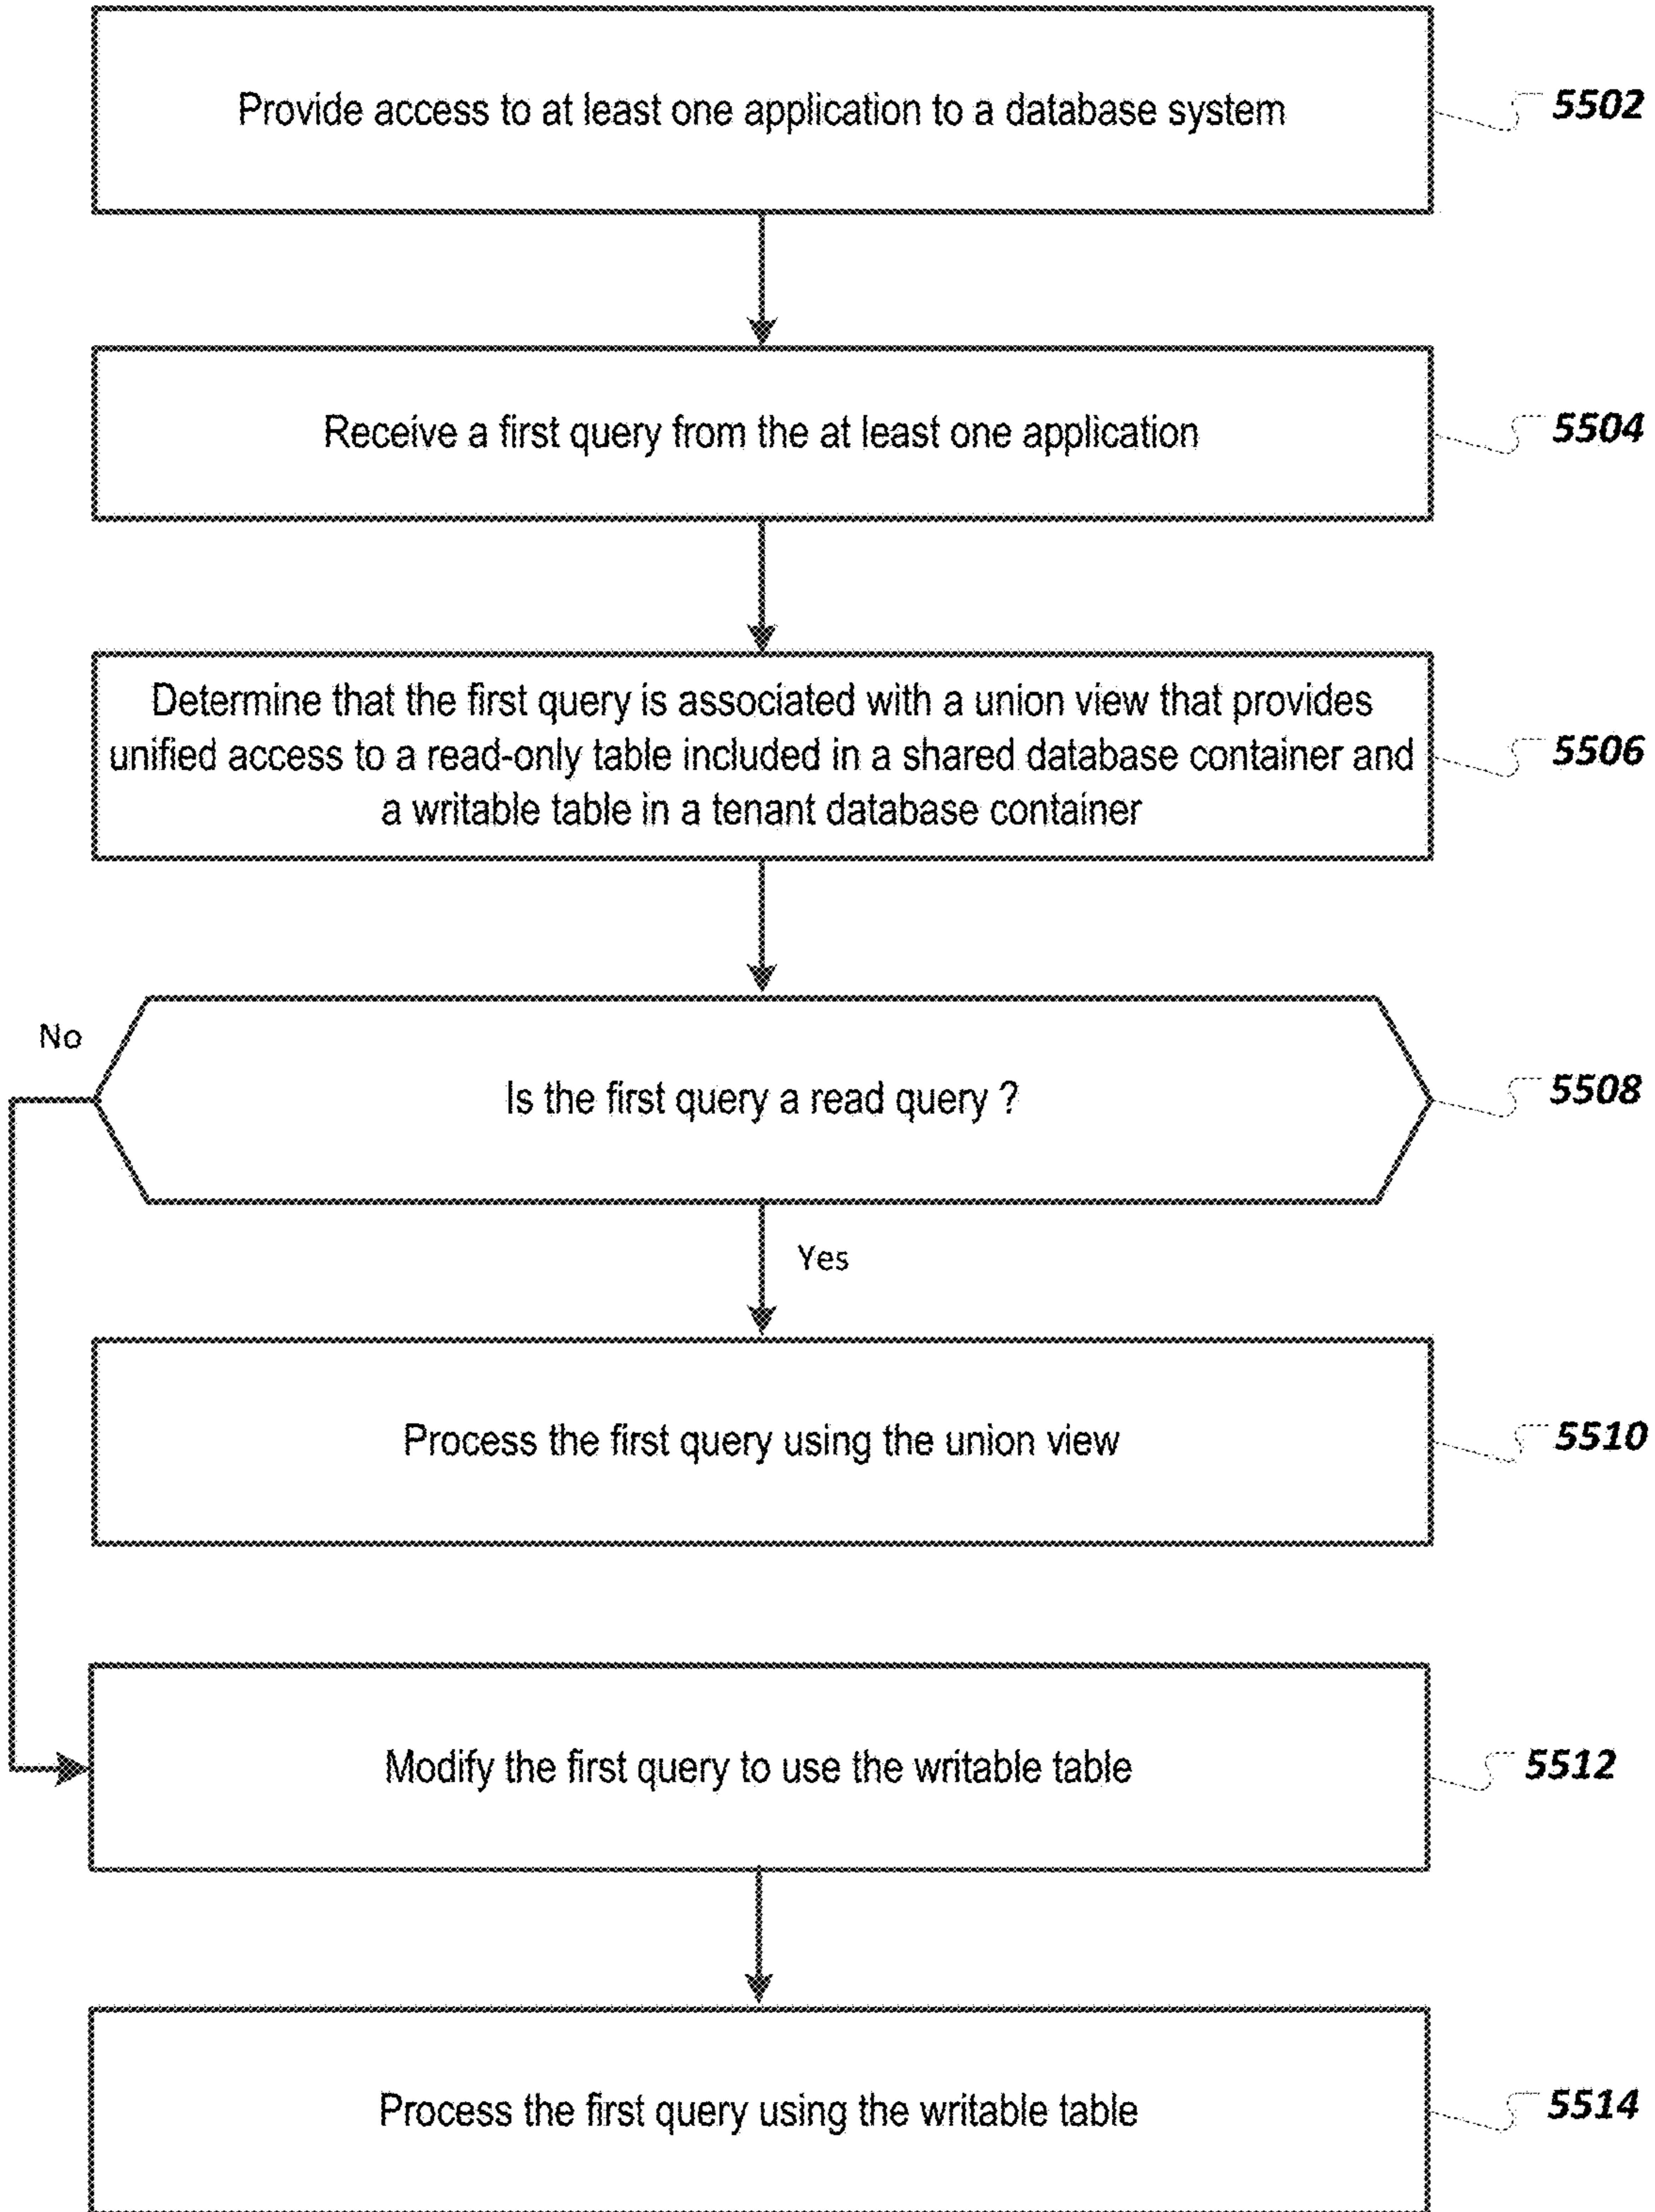 Provide access to at least one application to a database system
5502
Receive a first query from the at least one application
5504
Determine that the first query is associated with a union view that provides
unified access to a read-only table included in a shared database container and
a writable table in a tenant database container
5506
No
Is the first query a read query ?
5508
Yes
Process the first query using the union view
5510
Modify the first query to use the writable table
5512
Process the first query using the writable table
5514